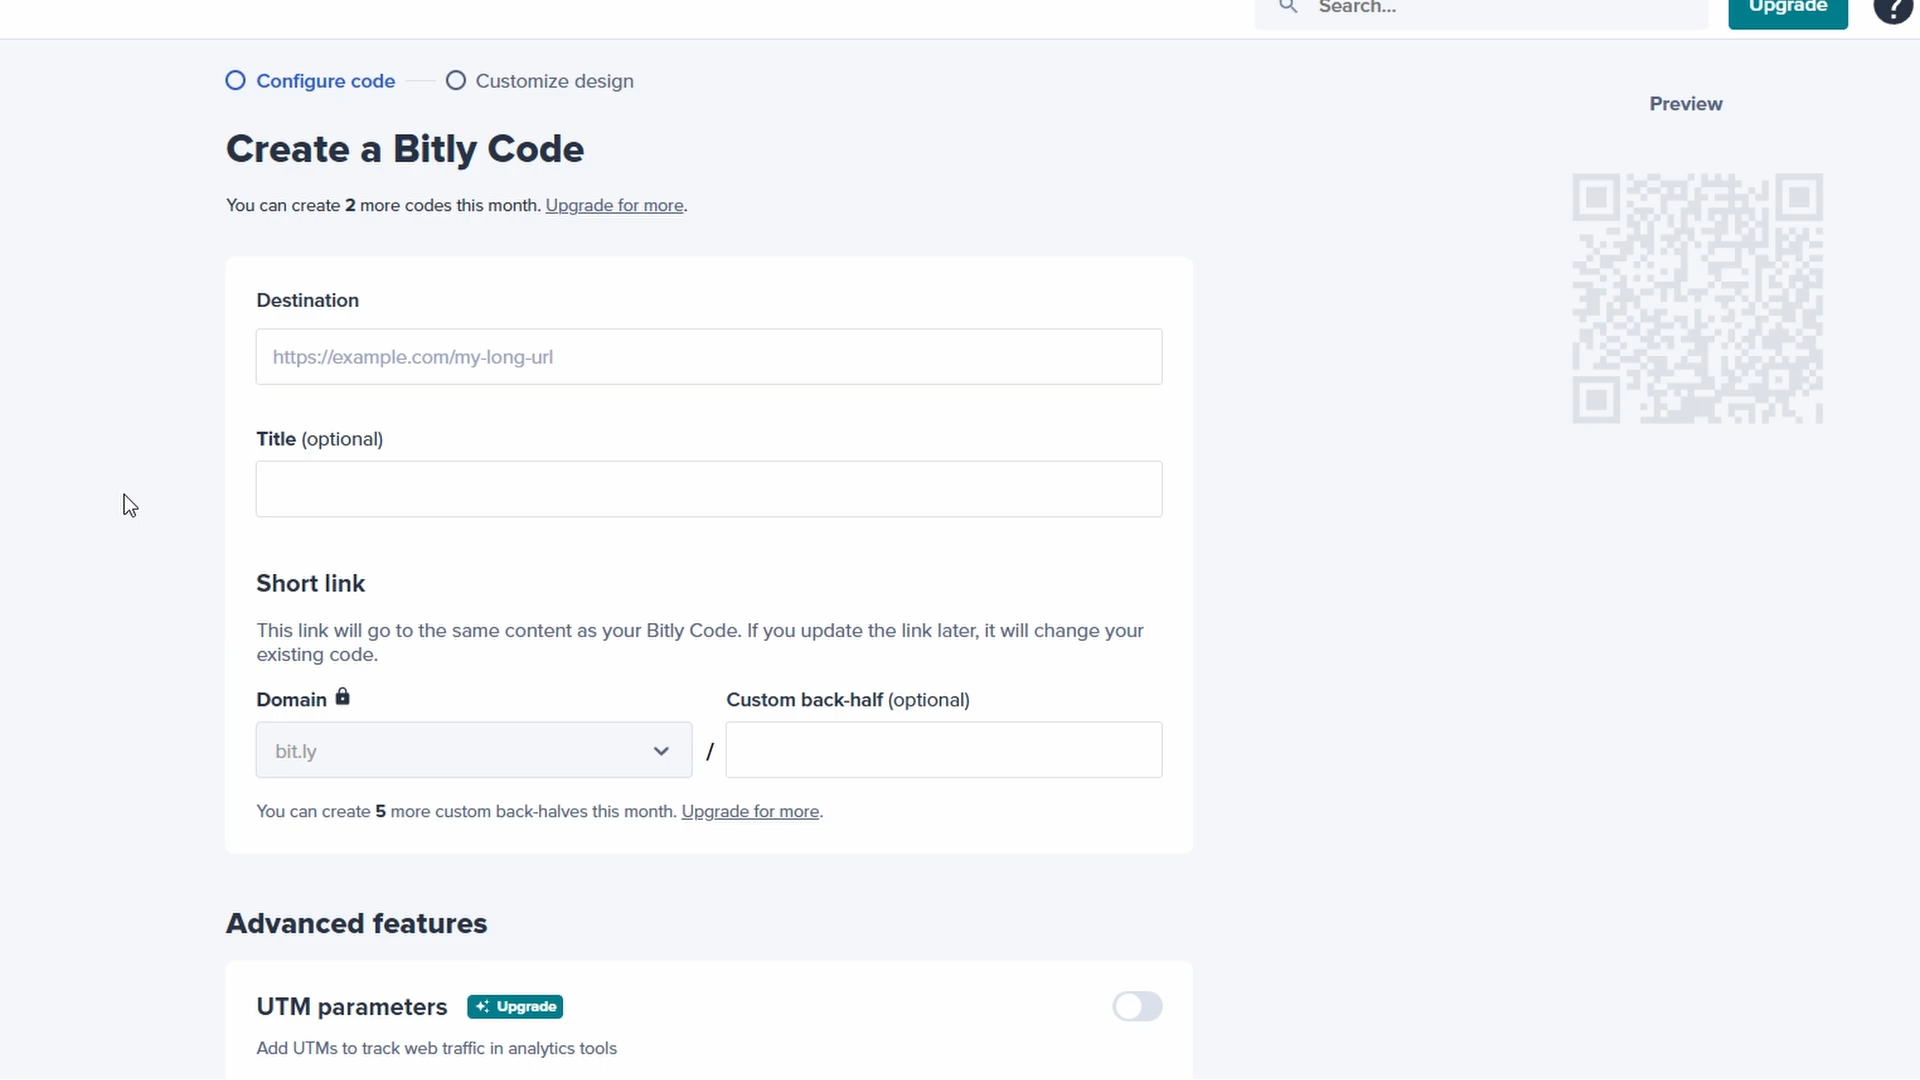 Search...
Upgrade
?
Configure code
Customize design
Preview
Create a Bitly Code
You can create 2 more codes this month. Upgrade for more.
Destination
https://example.com/my-long-url
Title (optional)
Short link
This link will go to the same content as your Bitly Code. If you update the link later, it will change your
existing code.
Domain
Custom back-half (optional)
bit.ly
/
You can create 5 more custom back-halves this month. Upgrade for more.
Advanced features
UTM parameters
Upgrade
Add UTMs to track web traffic in analytics tools